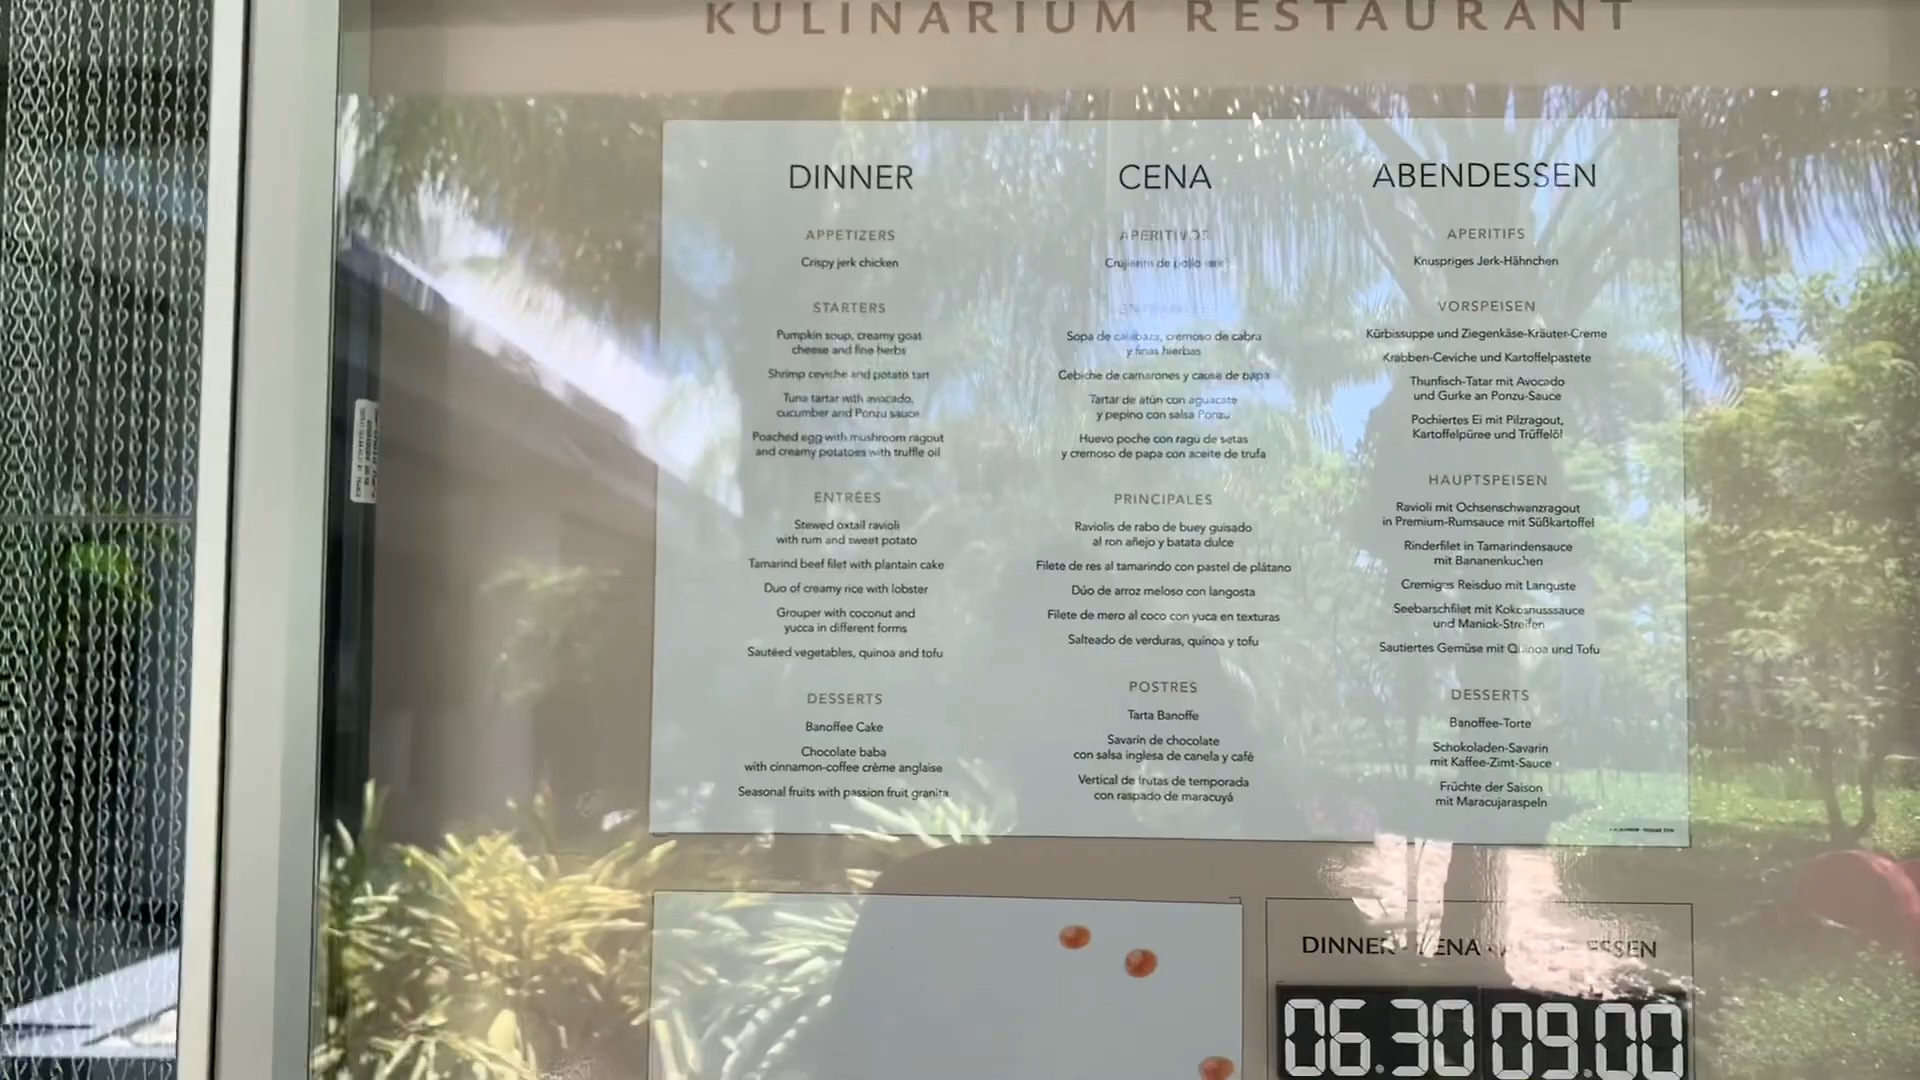 KULINARIUM RESTAURANT
DINNER
APPETIZERS
Crispy jerk chicken
STARTERS
Pumpkin soup, creamy goat
cheese and fine herbs
Shrimp ceviche and potato tart
Tuna tartar with avocado,
cucumber and Ponzu sauce
Poached egg with mushroom ragout
and creamy potatoes with truffle oil
ENTRÉES
Stewed oxtail ravioli
with rum and sweet potato
Tamarind beef filet with plantain cake
Duo of creamy rice with lobster
Grouper with coconut and
yucca in different forms
Sautéed vegetables, quinoa and tofu
DESSERTS
Banoffee Cake
Chocolate baba
with cinnamon-coffee crème anglaise
Seasonal fruits with passion fruit granita
CENA
APERITIVOS
Crujiente de pollo
Sopa de calabaza, cremoso de cabra
y finas hierbas
Cebiche de camarones y causa de papa
Tartar de atún con aguacate
y pepino con salsa Ponzu
Huevo poche con ragú de setas
y cremoso de papa con aceite de trufa
PRINCIPALES
Raviolis de rabo de buey guisado
al ron añejo y batata dulce
Filete de res al tamarindo con pastel de plátano
Dúo de arroz meloso con langosta
Filete de mero al coco con yuca en texturas
Salteado de verduras, quinoa y tofu
POSTRES
Tarta Banoffe
Savarin de chocolate
con salsa inglesa de canela y café
Vertical de frutas de temporada
con raspado de maracuyá
ABENDESSEN
APERITIFS
Knuspriges Jerk-Hähnchen
VORSPEISEN
Kürbissuppe und Ziegenkäse-Kräuter-Creme
Krabben-Ceviche und Kartoffelpastete
Thunfisch-Tatar mit Avocado
und Gurke an Ponzu-Sauce
Pochiertes Ei mit Pilzragout,
Kartoffelpüree und Trüffelöl
HAUPTSPEISEN
Ravioli mit Ochsenschwanzragout
in Premium-Rumsauce mit Süßkartoffel
Rinderfilet in Tamarindensauce
mit Bananenkuchen
Cremiges Reisduo mit Languste
Seebarschfilet mit Kokosnusssauce
und Maniok-Streifen
Sautiertes Gemüse mit Quinoa und Tofu
DESSERTS
Banoffee-Torte
Schokoladen-Savarin
mit Kaffee-Zimt-Sauce
Früchte der Saison
mit Maracujaraspeln
DINNER · CENA
06.30 09.00